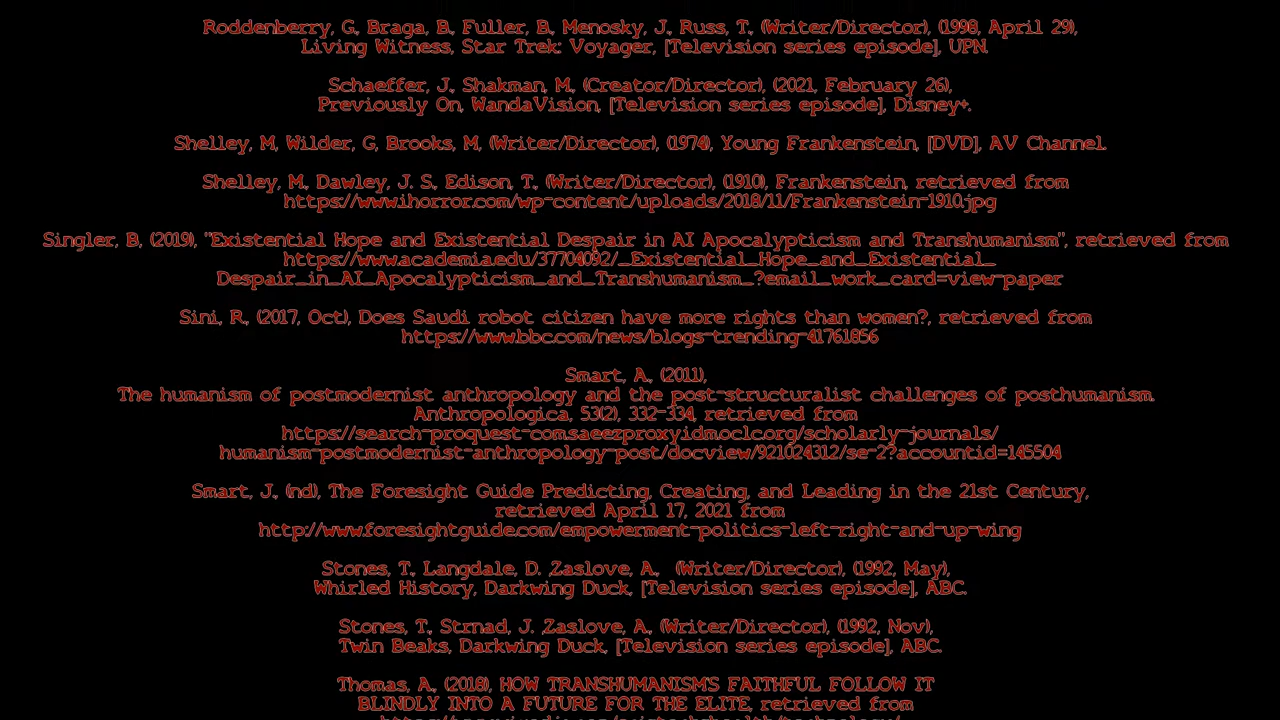 Roddenberry, G., Braga, B., Fuller, B., Menosky, J., Russ, T., (Writer/Director), (1998, April 29),
Living Witness, Star Trek: Voyager, [Television series episode], UPN.
Schaeffer, J., Shakman, M., (Creator/Director), (2021, February 26),
Previously On, WandaVision, [Television series episode], Disney+.
Shelley, M, Wilder, G, Brooks, M, (Writer/Director), (1974), Young Frankenstein, [DVD], AV Channel.
Shelley, M., Dawley, J. S., Edison, T., (Writer/Director), (1910), Frankenstein, retrieved from
https://www.ihorror.com/wp-content/uploads/2018/11/Frankenstein-1910.jpg
Singler, B. (2019), "Existential Hope and Existential Despair in AI Apocalypticism and Transhumanism", retrieved from
https://www.academia.edu/37704092/_Existential_Hope_and_Existential_
Despair_in_AI_Apocalypticism_and_Transhumanism_?email_work_card=view-paper
Sini, R., (2017, Oct), Does Saudi robot citizen have more rights than women?, retrieved from
https://www.bbc.com/news/blogs-trending-41761856
Smart, A., (2011),
The humanism of postmodernist anthropology and the post-structuralist challenges of posthumanism.
Anthropologica, 53(2), 332-334, retrieved from
https://search-proquest-com.saeezproxy.idm.oclc.org/scholarly-journals/
humanism-postmodernist-anthropology-post/docview/921024312/se-2?accountid=145504
Smart, J., (nd), The Foresight Guide Predicting, Creating, and Leading in the 21st Century,
retrieved April 17, 2021 from
http://www.foresightguide.com/empowerment-politics-left-right-and-up-wing
Stones, T., Langdale, D. Zaslove, A., (Writer/Director), (1992, May),
Whirled History, Darkwing Duck, [Television series episode], ABC.
Stones, T., Strnad, J. Zaslove, A., (Writer/Director), (1992, Nov),
Twin Beaks, Darkwing Duck, [Television series episode], ABC.
Thomas, A., (2018), HOW TRANSHUMANISM'S FAITHFUL FOLLOW IT
BLINDLY INTO A FUTURE FOR THE ELITE, retrieved from